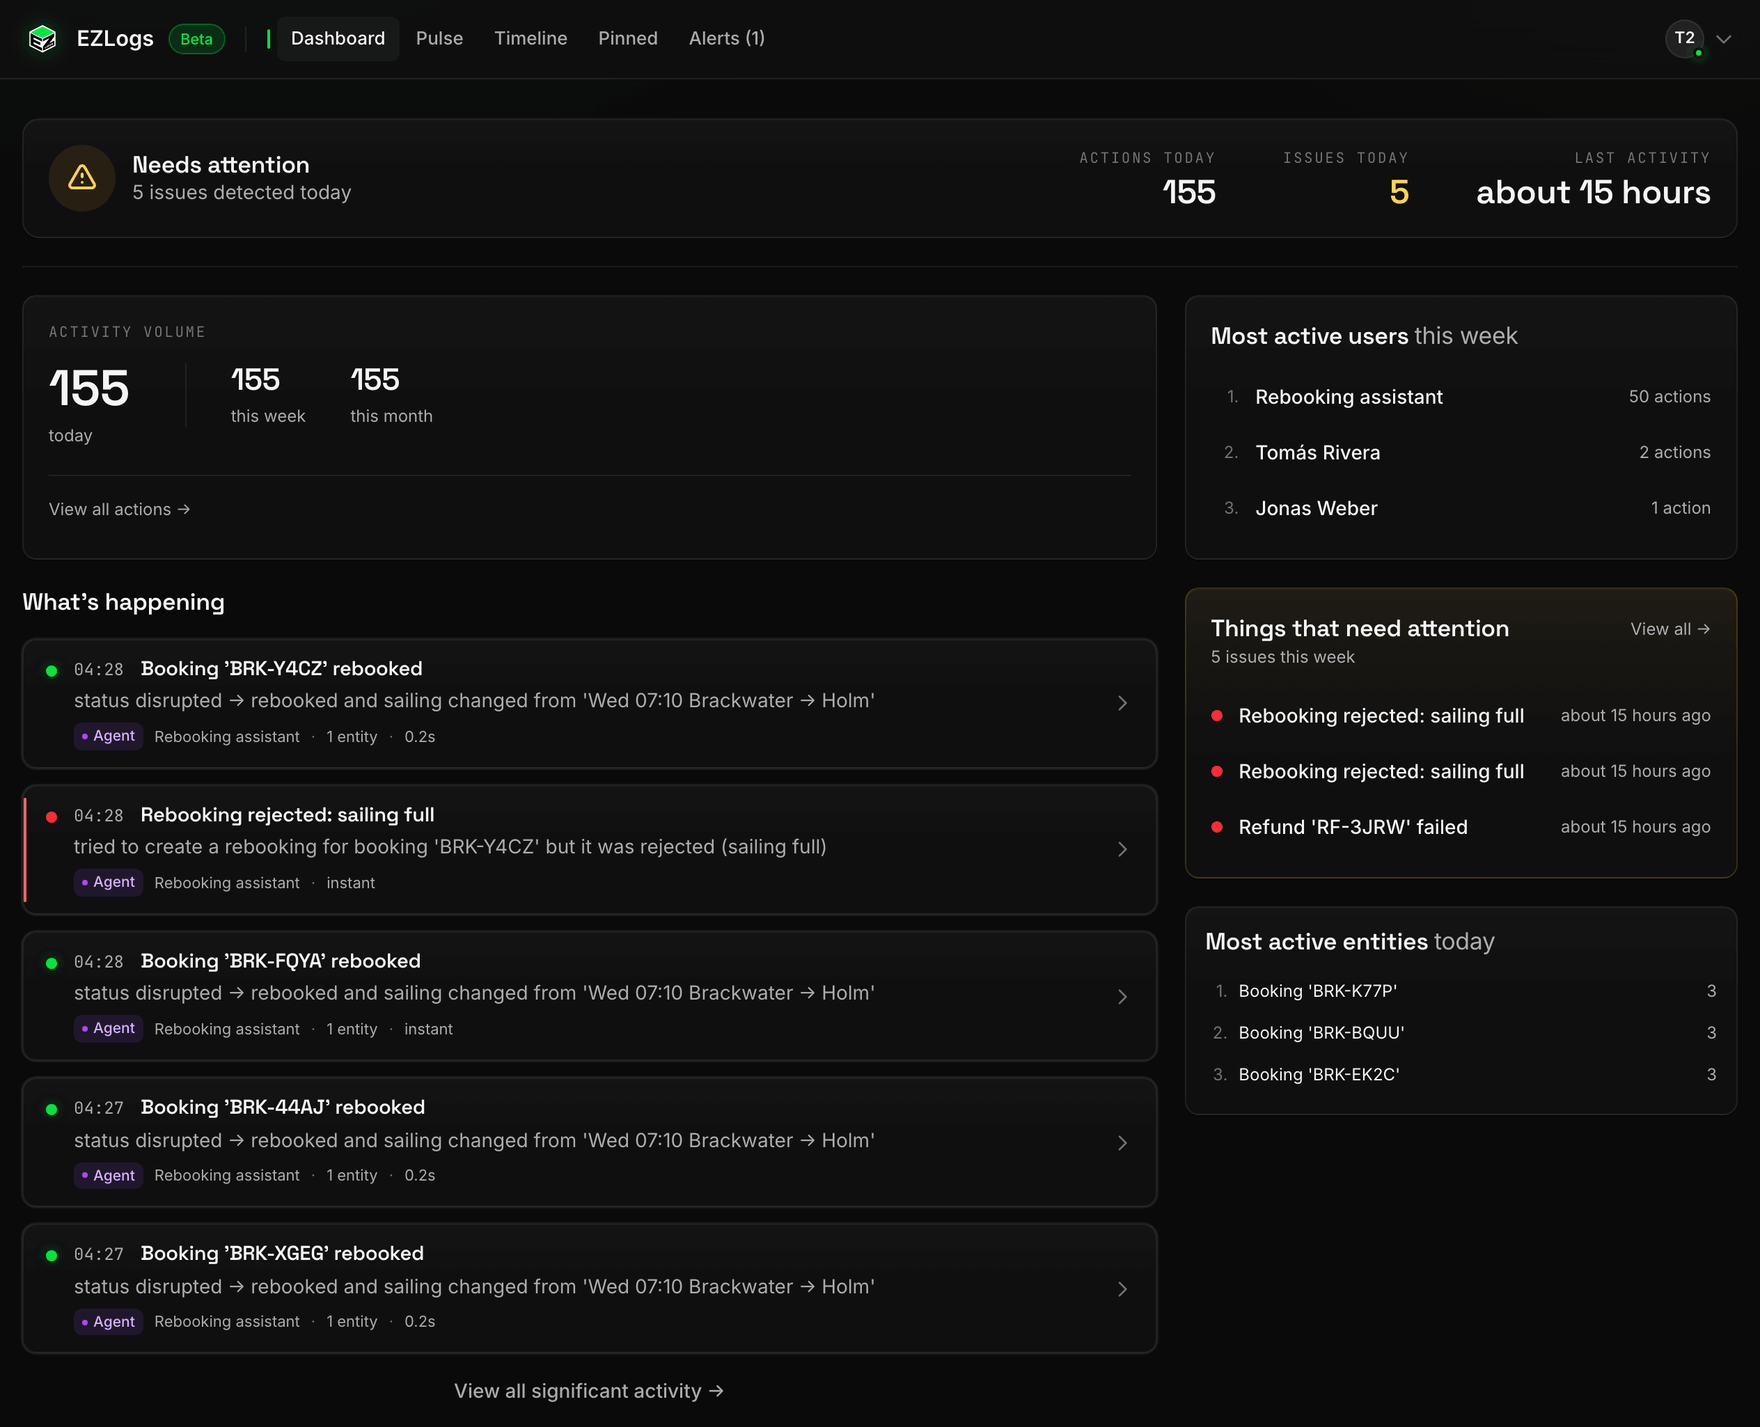 EZLogs Beta Dashboard Pulse Timeline Pinned Alerts (1) T2
Needs attention
5 issues detected today
ACTIONS TODAY
155
ISSUES TODAY
5
LAST ACTIVITY
about 15 hours
ACTIVITY VOLUME
155
today
155
this week
155
this month
View all actions →
Most active users this week
1. Rebooking assistant 50 actions
2. Tomás Rivera 2 actions
3. Jonas Weber 1 action
What's happening
04:28 Booking 'BRK-Y4CZ' rebooked
status disrupted → rebooked and sailing changed from 'Wed 07:10 Brackwater → Holm'
Agent Rebooking assistant · 1 entity · 0.2s
04:28 Rebooking rejected: sailing full
tried to create a rebooking for booking 'BRK-Y4CZ' but it was rejected (sailing full)
Agent Rebooking assistant · instant
04:28 Booking 'BRK-FQYA' rebooked
status disrupted → rebooked and sailing changed from 'Wed 07:10 Brackwater → Holm'
Agent Rebooking assistant · 1 entity · instant
04:27 Booking 'BRK-44AJ' rebooked
status disrupted → rebooked and sailing changed from 'Wed 07:10 Brackwater → Holm'
Agent Rebooking assistant · 1 entity · 0.2s
04:27 Booking 'BRK-XGEG' rebooked
status disrupted → rebooked and sailing changed from 'Wed 07:10 Brackwater → Holm'
Agent Rebooking assistant · 1 entity · 0.2s
View all significant activity →
Things that need attention View all →
5 issues this week
Rebooking rejected: sailing full about 15 hours ago
Rebooking rejected: sailing full about 15 hours ago
Refund 'RF-3JRW' failed about 15 hours ago
Most active entities today
1. Booking 'BRK-K77P' 3
2. Booking 'BRK-BQUU' 3
3. Booking 'BRK-EK2C' 3